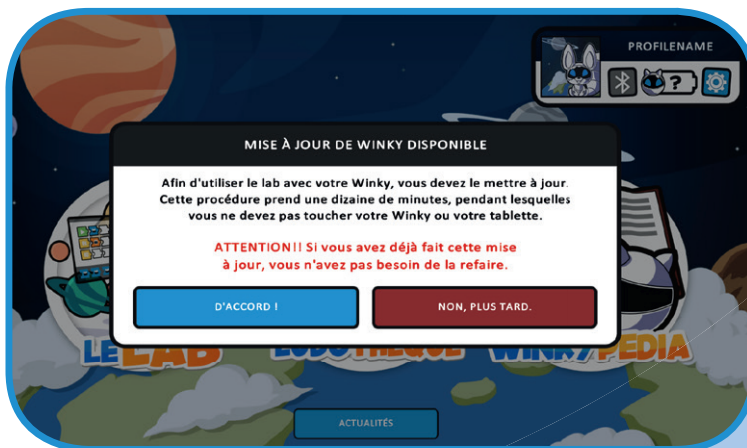 PROFILENAME
?
MISE À JOUR DE WINKY DISPONIBLE
Afin d'utiliser le lab avec votre Winky, vous devez le mettre à jour.
Cette procédure prend une dizaine de minutes, pendant lesquelles
vous ne devez pas toucher votre Winky ou votre tablette.
ATTENTION!! Si vous avez déjà fait cette mise
à jour, vous n'avez pas besoin de la refaire.
D'ACCORD !
NON, PLUS TARD.
LE LAB
LUDOTHÈQUE
WINKYPEDIA
ACTUALITÉS